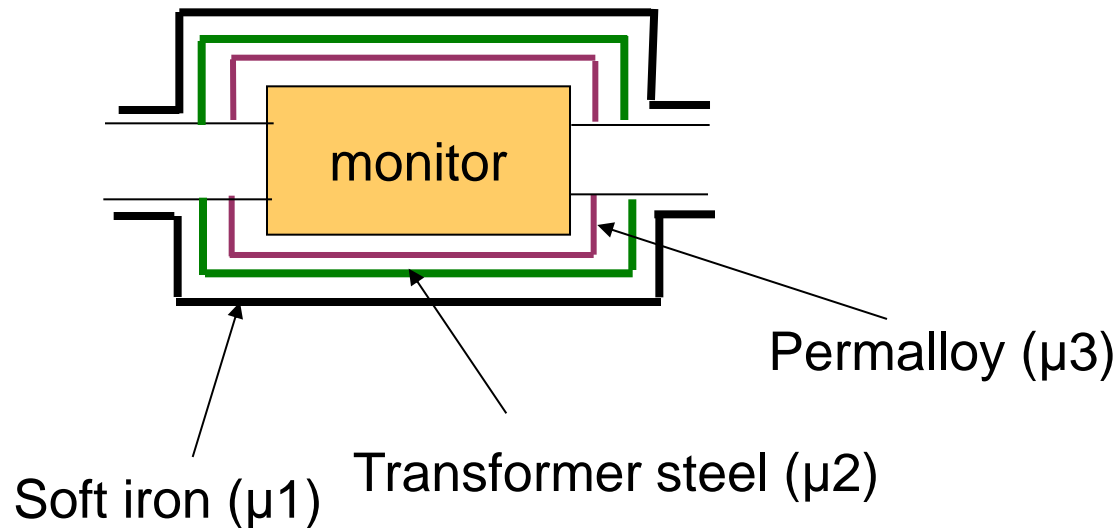 monitor
Permalloy (µ3)
Transformer steel (µ2)
Soft iron (µ1)